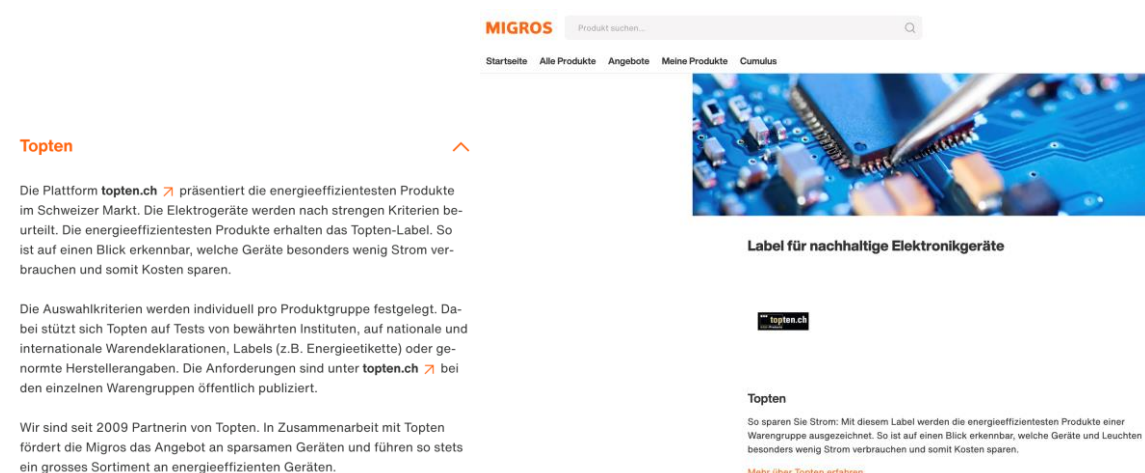 Topten
Die Plattform topten.ch präsentiert die energieeffizientesten Produkte
im Schweizer Markt. Die Elektrogeräte werden nach strengen Kriterien be-
urteilt. Die energieeffizientesten Produkte erhalten das Topten-Label. So
ist auf einen Blick erkennbar, welche Geräte besonders wenig Strom ver-
brauchen und somit Kosten sparen.
Die Auswahlkriterien werden individuell pro Produktgruppe festgelegt. Da-
bei stützt sich Topten auf Tests von bewährten Instituten, auf nationale und
internationale Warendeklarationen, Labels (z.B. Energieetikette) oder ge-
normte Herstellerangaben. Die Anforderungen sind unter topten.ch bei
den einzelnen Warengruppen öffentlich publiziert.
Wir sind seit 2009 Partnerin von Topten. In Zusammenarbeit mit Topten
fördert die Migros das Angebot an sparsamen Geräten und führen so stets
ein grosses Sortiment an energieeffizienten Geräten.
MIGROS
Produkt suchen...
Startseite Alle Produkte Angebote Meine Produkte Cumulus
Label für nachhaltige Elektronikgeräte
topten.ch
Topten
So sparen Sie Strom: Mit diesem Label werden die energieeffizientesten Produkte einer
Warengruppe ausgezeichnet. So ist auf einen Blick erkennbar, welche Geräte und Leuchten
besonders wenig Strom verbrauchen und somit Kosten sparen.
Mehr über Topten erfahren